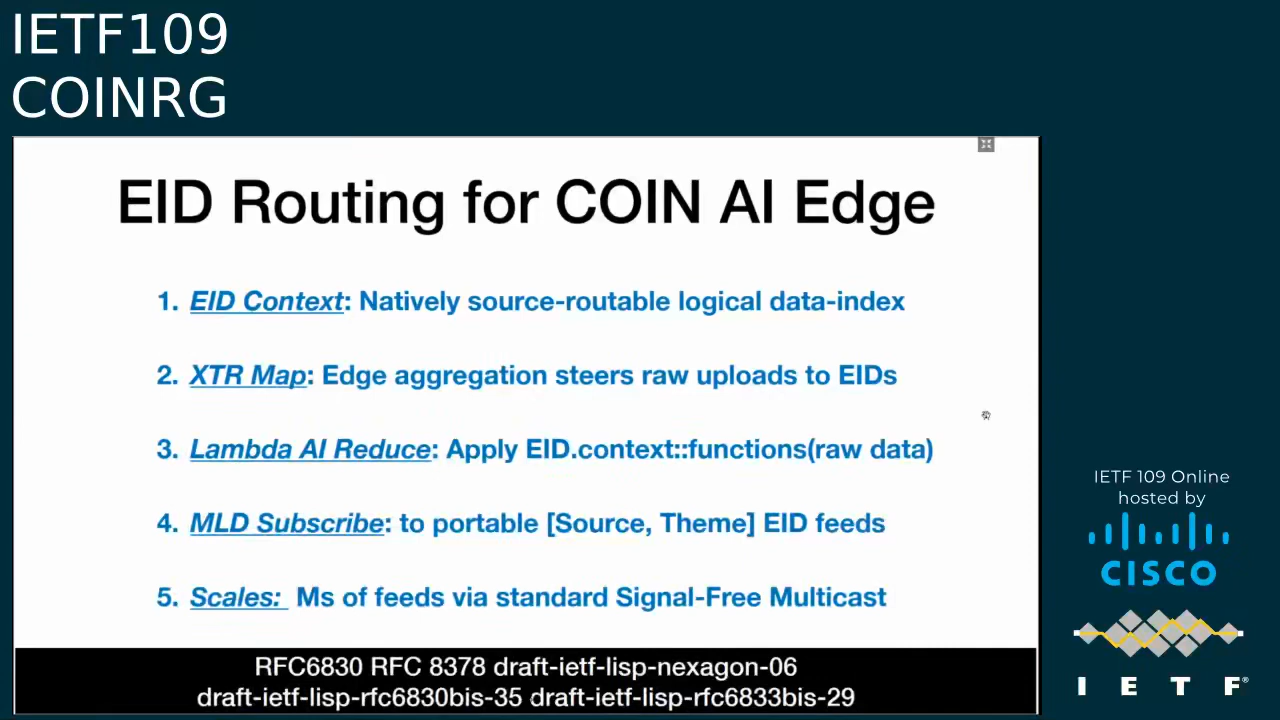 IETF109
COINRG
EID Routing for COIN AI Edge
1. EID Context: Natively source-routable logical data-index
2. XTR Map: Edge aggregation steers raw uploads to EIDs
3. Lambda AI Reduce: Apply EID.context::functions(raw data)
4. MLD Subscribe: to portable [Source, Theme] EID feeds
5. Scales: Ms of feeds via standard Signal-Free Multicast
RFC6830 RFC 8378 draft-ietf-lisp-nexagon-06
draft-ietf-lisp-rfc6830bis-35 draft-ietf-lisp-rfc6833bis-29
IETF 109 Online
hosted by
CISCO
I E T F®